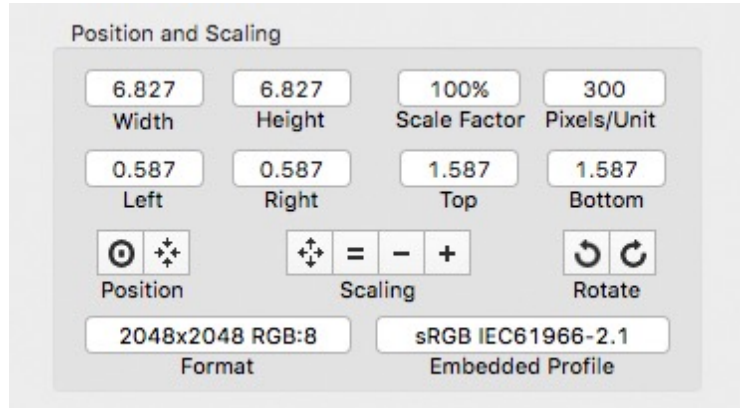 Position and Scaling
6.827 6.827 100% 300
Width Height Scale Factor Pixels/Unit
0.587 0.587 1.587 1.587
Left Right Top Bottom
= − +
Position Scaling Rotate
2048x2048 RGB:8 sRGB IEC61966-2.1
Format Embedded Profile